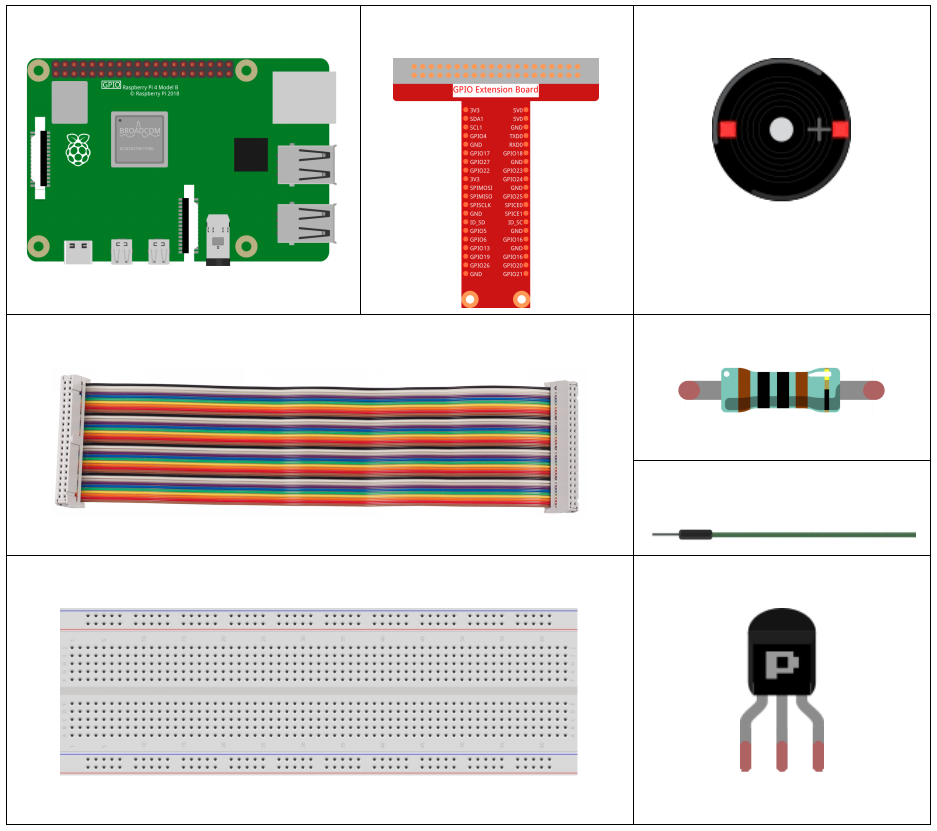 GPIO
Raspberry Pi 4 Model B
© Raspberry Pi 2018
BROADCOM
GPIO Extension Board
3V3 5V0
SDA1 5V0
SCL1 GND
GPIO4 TXD0
GND RXD0
GPIO17 GPIO18
GPIO27 GND
GPIO22 GPIO23
3V3 GPIO24
SPIMOSI GND
SPIMISO GPIO25
SPISCLK SPICE0
GND SPICE1
ID_SD ID_SC
GPIO5 GND
GPIO6 GPIO16
GPIO13 GND
GPIO19 GPIO16
GPIO26 GPIO20
GND GPIO21
+
P